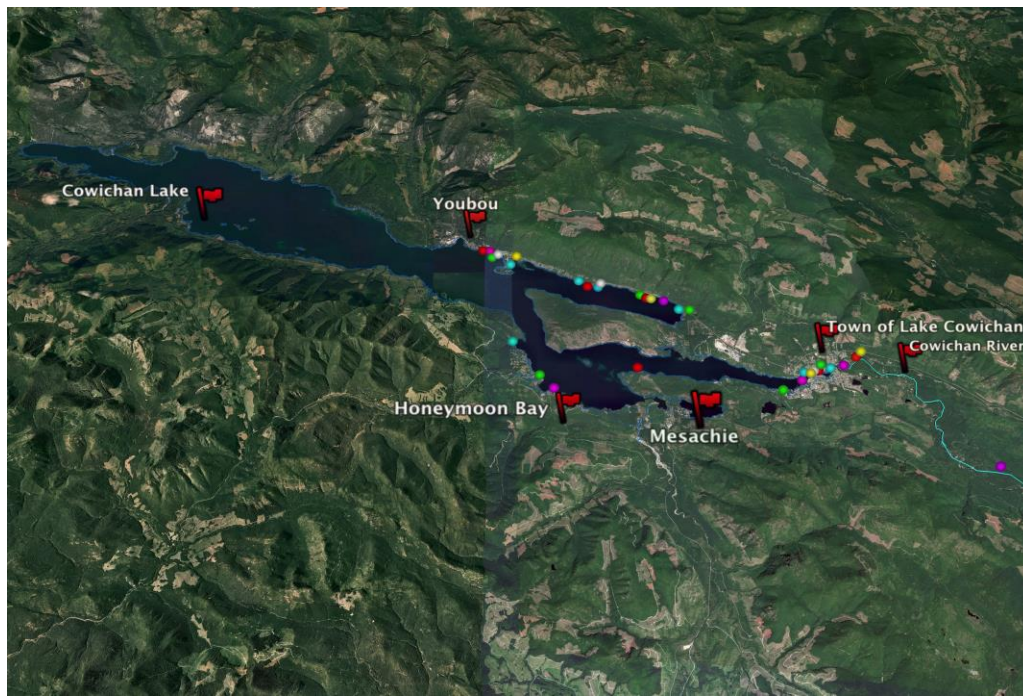 Cowichan Lake
Youbou
Town of Lake Cowichan
Cowichan River
Honeymoon Bay
Mesachie